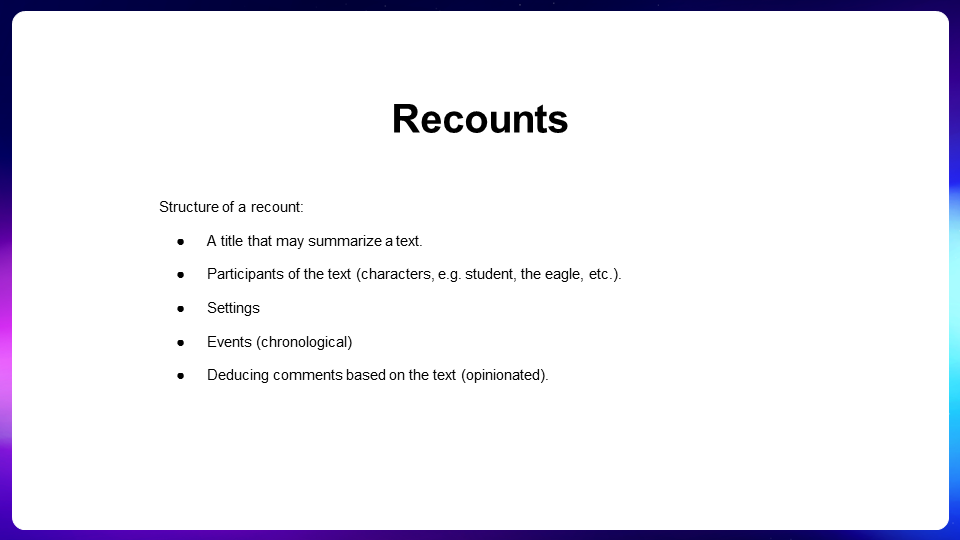 Recounts
Structure of a recount:
● A title that may summarize a text.
● Participants of the text (characters, e.g. student, the eagle, etc.).
● Settings
● Events (chronological)
● Deducing comments based on the text (opinionated).